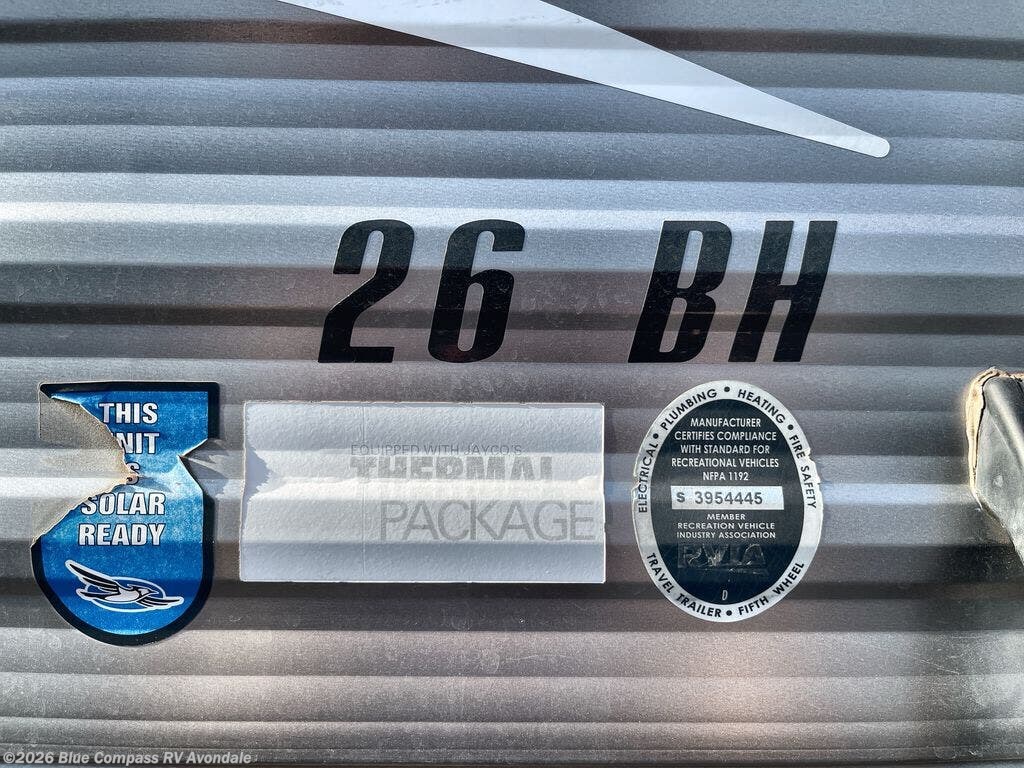 26 BH
THIS
UNIT
IS
SOLAR
READY
EQUIPPED WITH JAYCO'S
THERMAL
PACKAGE
ELECTRICAL • PLUMBING • HEATING • FIRE SAFETY
MANUFACTURER
CERTIFIES COMPLIANCE
WITH STANDARD FOR
RECREATIONAL VEHICLES
NFPA 1192
S 3954445
MEMBER
RECREATION VEHICLE
INDUSTRY ASSOCIATION
RVIA
D
TRAVEL TRAILER • FIFTH WHEEL
©2026 Blue Compass RV Avondale